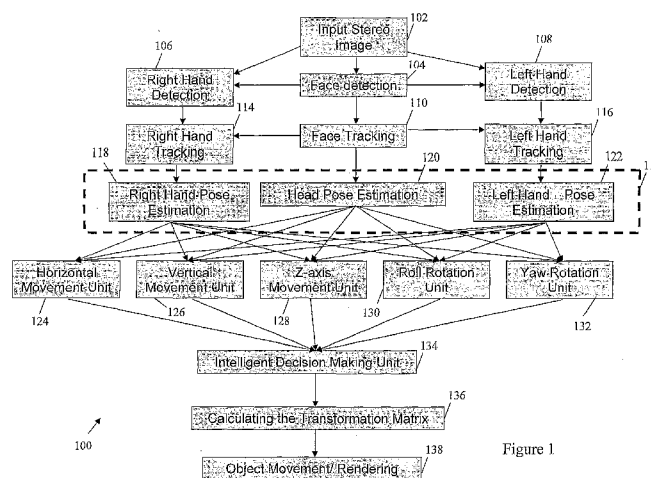 102
Input Stereo
Image
106
108
Right Hand
Detection
104
Face detection
Left Hand
Detection
114
110
116
Right Hand
Tracking
Face Tracking
Left Hand
Tracking
118
120
122
1
Right Hand Pose
Estimation
Head Pose Estimation
Left Hand Pose
Estimation
Horizontal
Movement Unit
Vertical
Movement Unit
Z-axis
Movement Unit
Roll Rotation
Unit
Yaw Rotation
Unit
124
126
128
130
132
134
Intelligent Decision Making Unit
136
Calculating the Transformation Matrix
100
138
Figure 1
Object Movement/ Rendering